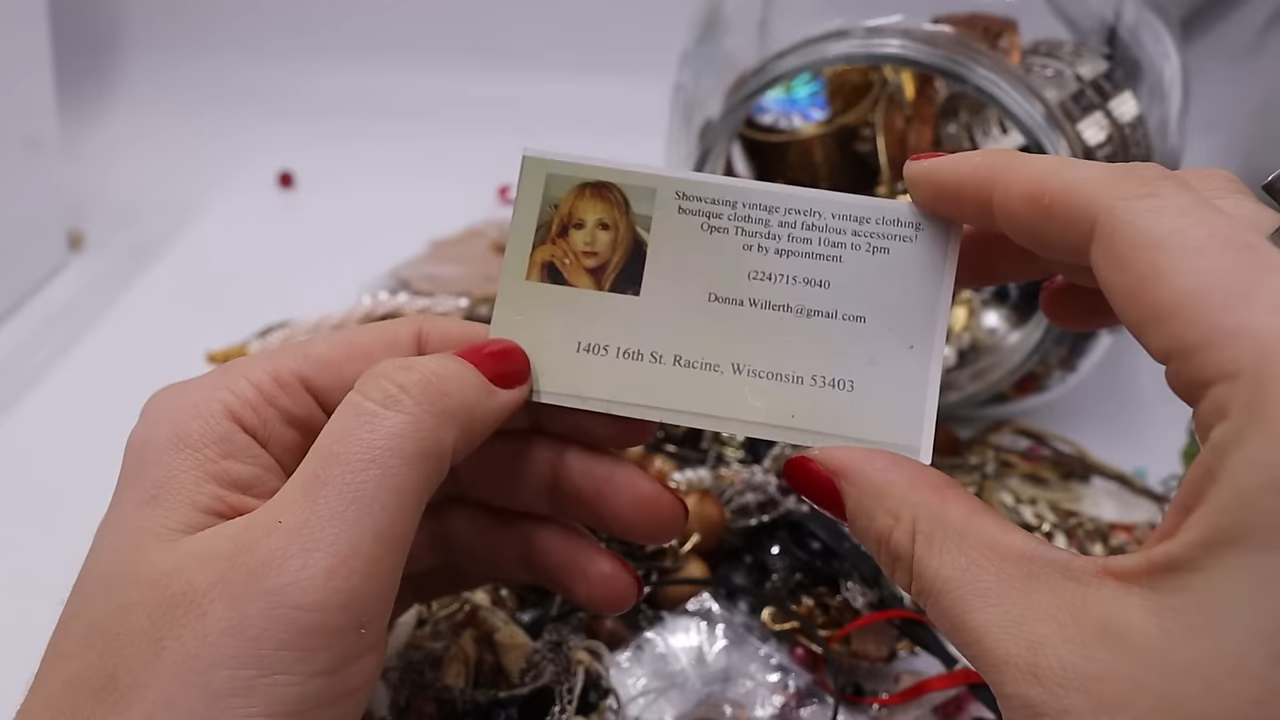 Showcasing vintage jewelry, vintage clothing,
boutique clothing, and fabulous accessories!
Open Thursday from 10am to 2pm
or by appointment
(224)715-9040
Donna.Willerth@gmail.com
1405 16th St. Racine, Wisconsin 53403